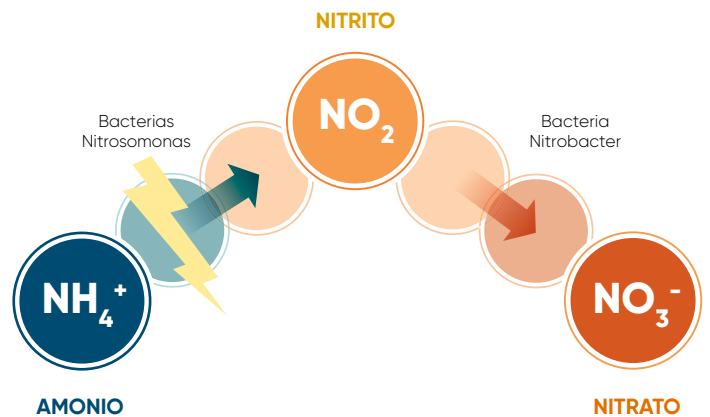 NITRITO
NO₂
Bacterias
Nitrosomonas
Bacteria
Nitrobacter
NH₄⁺
NO₃⁻
AMONIO
NITRATO